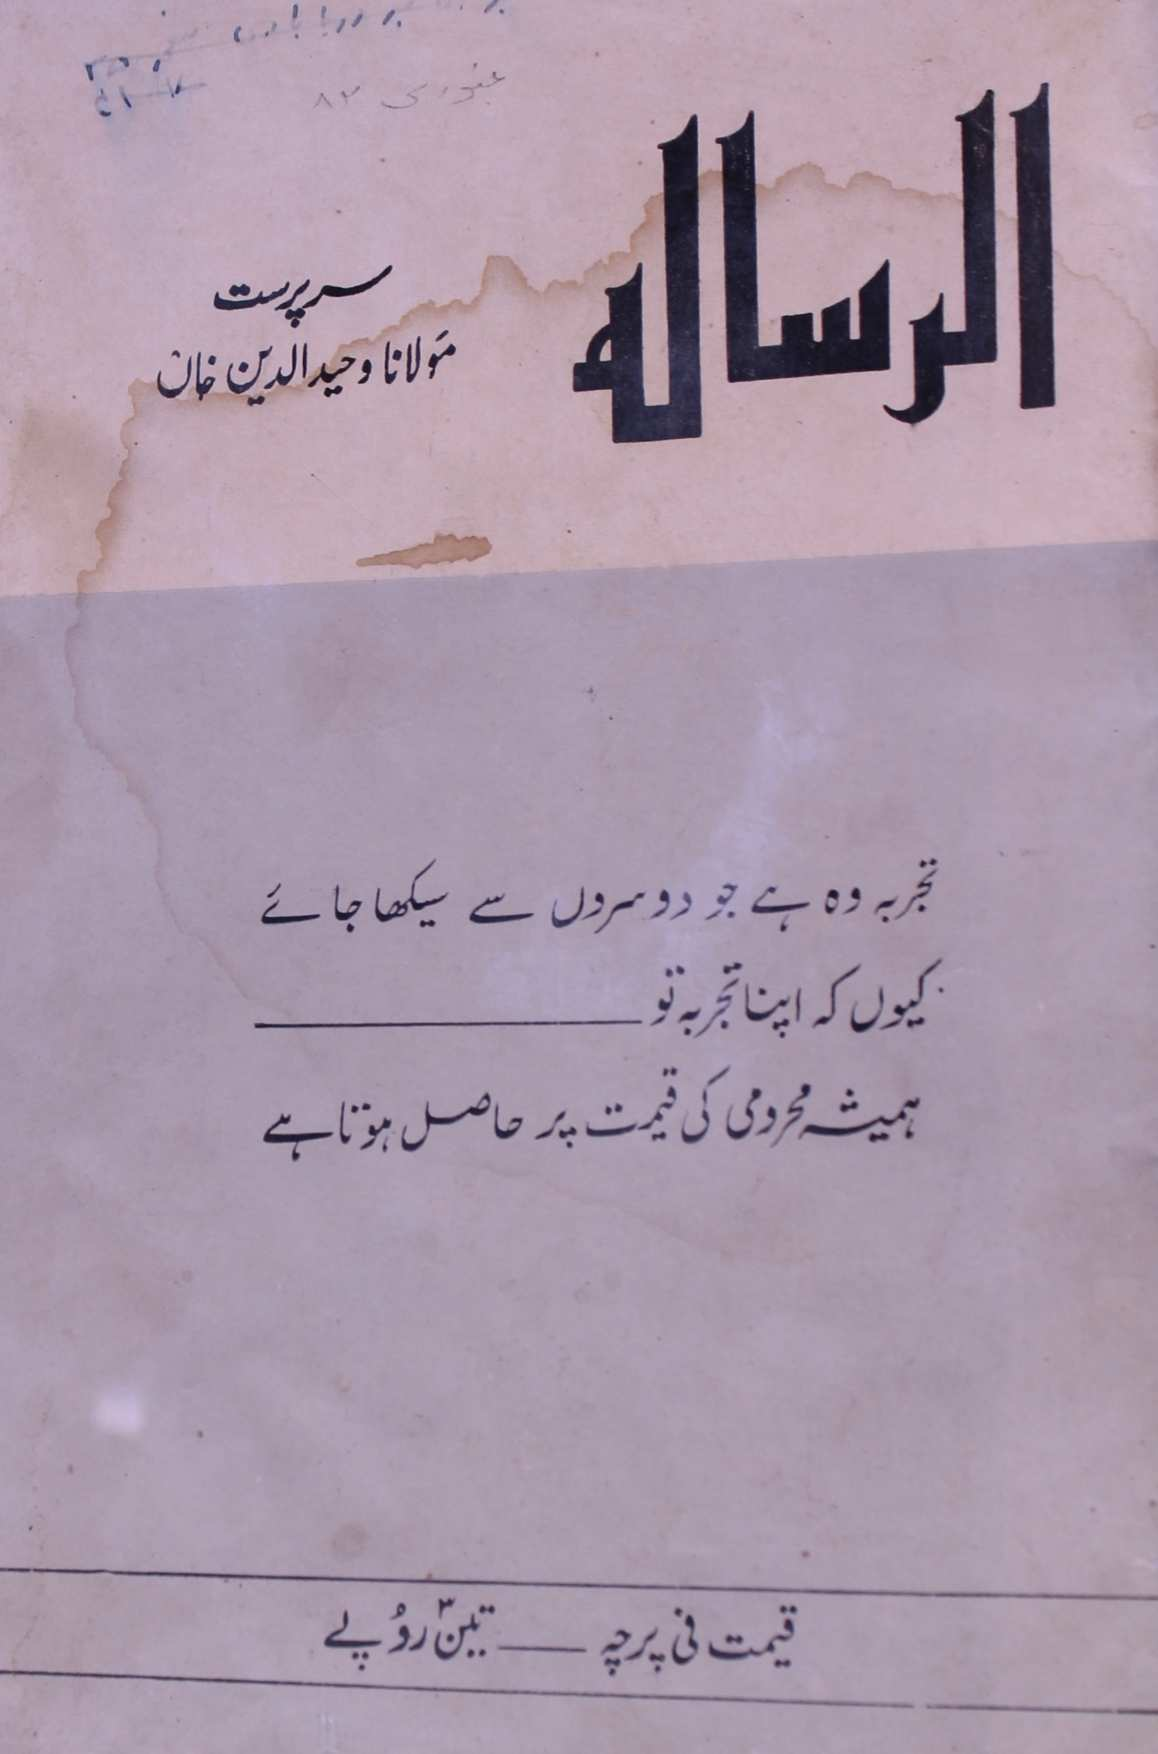 جنوری ۸۲
الرسالہ
سرپرست
مولانا وحید الدین خاں
تجربہ وہ ہے جو دوسروں سے سیکھا جائے
کیوں کہ اپنا تجربہ تو ________
ہمیشہ محرومی کی قیمت پر حاصل ہوتا ہے
قیمت فی پرچہ —— تین ۳ روپے